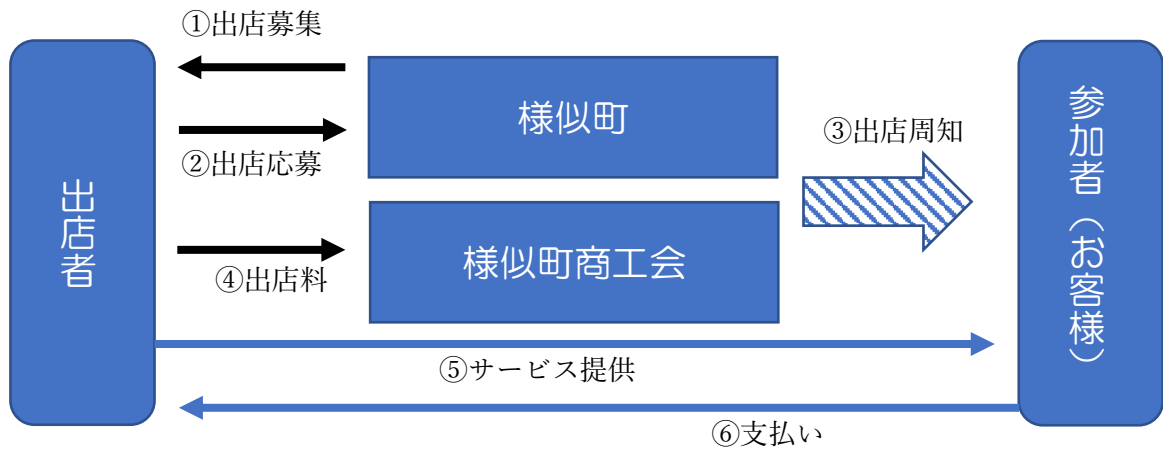 ①出店募集
様似町
②出店応募
③出店周知
出店者
様似町商工会
④出店料
参加者（お客様）
⑤サービス提供
⑥支払い